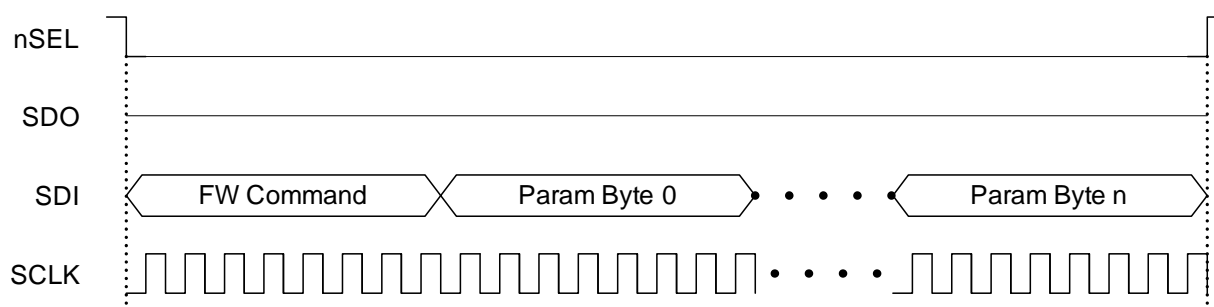 nSEL
SDO
SDI FW Command Param Byte 0 Param Byte n
SCLK